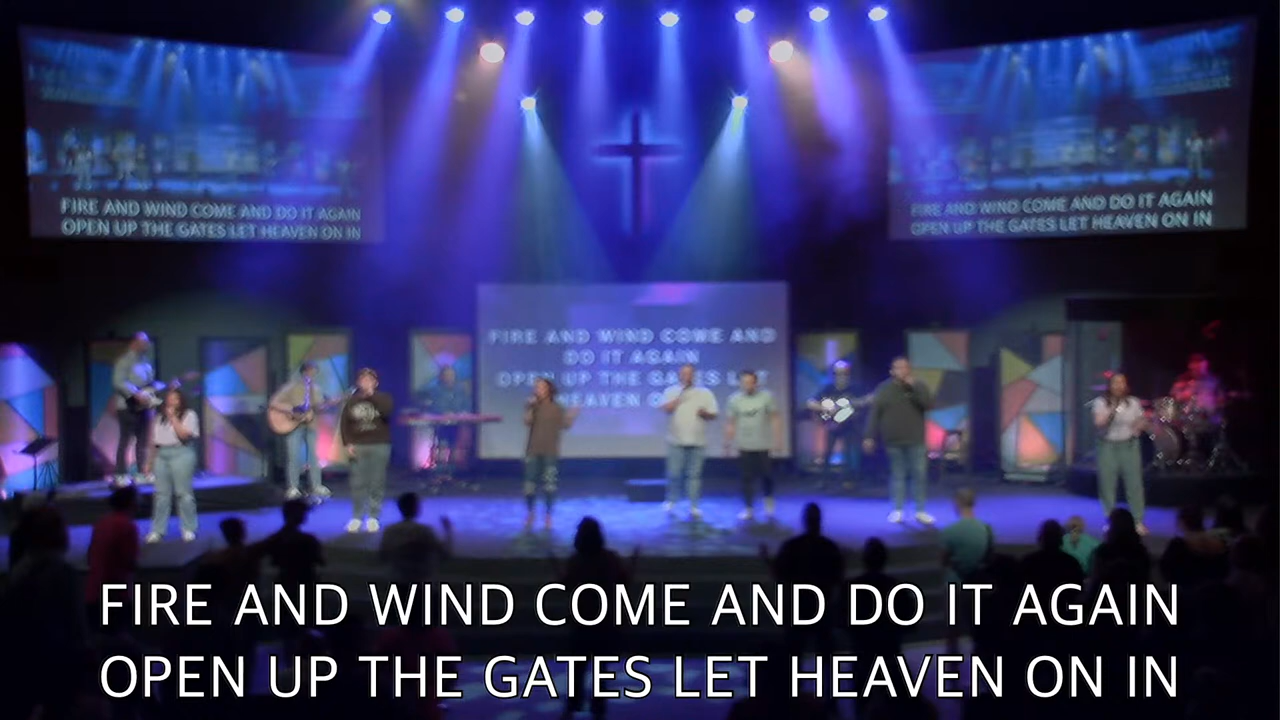 FIRE AND WIND COME AND DO IT AGAIN
OPEN UP THE GATES LET HEAVEN ON IN
FIRE AND WIND COME AND DO IT AGAIN
OPEN UP THE GATES LET HEAVEN ON IN
FIRE AND WIND COME AND
DO IT AGAIN
OPEN UP THE GATES LET
HEAVEN
FIRE AND WIND COME AND DO IT AGAIN
OPEN UP THE GATES LET HEAVEN ON IN